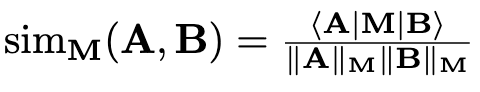 sim_M(A, B) = ⟨A|M|B⟩ / ‖A‖_M ‖B‖_M